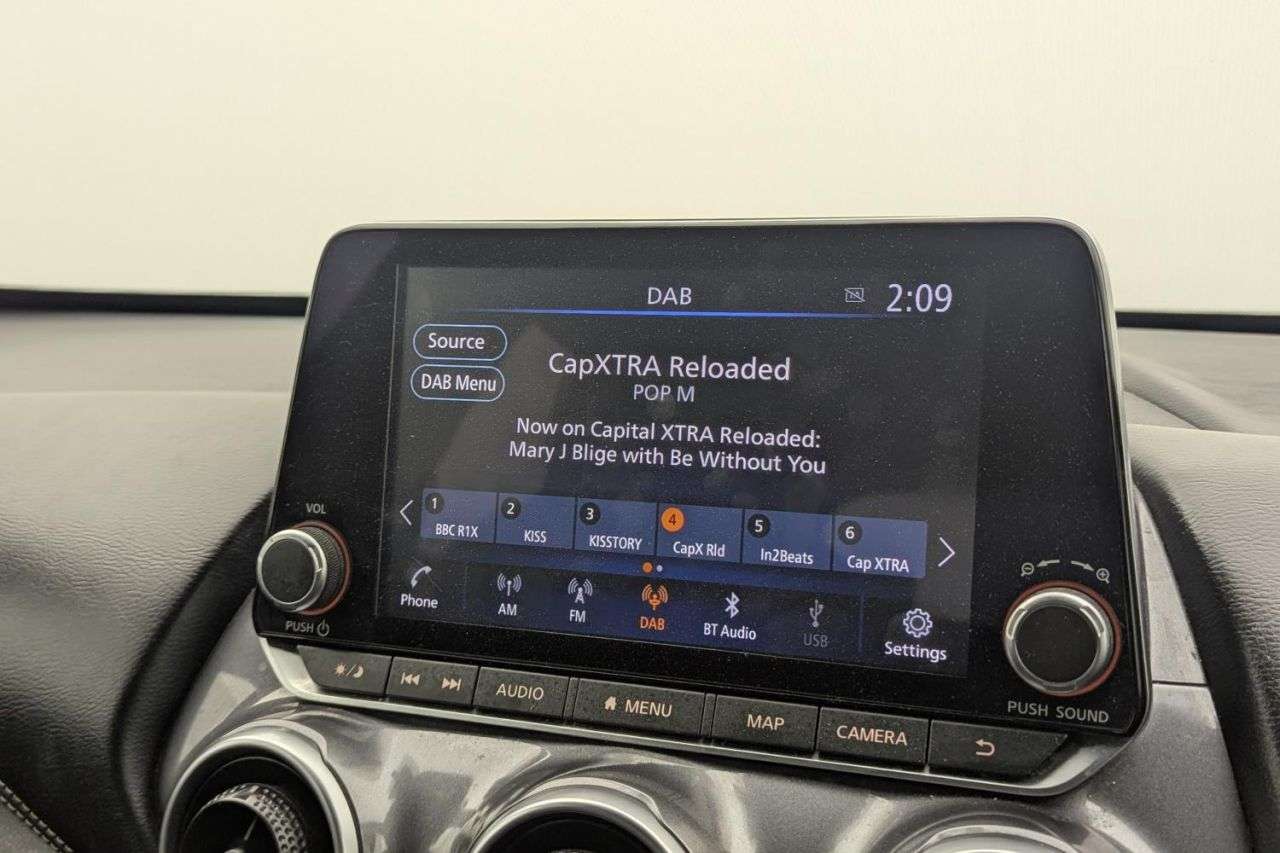 DAB
2:09
Source
DAB Menu
CapXTRA Reloaded
POP M
Now on Capital XTRA Reloaded:
Mary J Blige with Be Without You
1 BBC R1X
2 KISS
3 KISSTORY
4 CapX Rld
5 In2Beats
6 Cap XTRA
Phone
AM
FM
DAB
BT Audio
USB
Settings
VOL
PUSH
PUSH SOUND
AUDIO
MENU
MAP
CAMERA